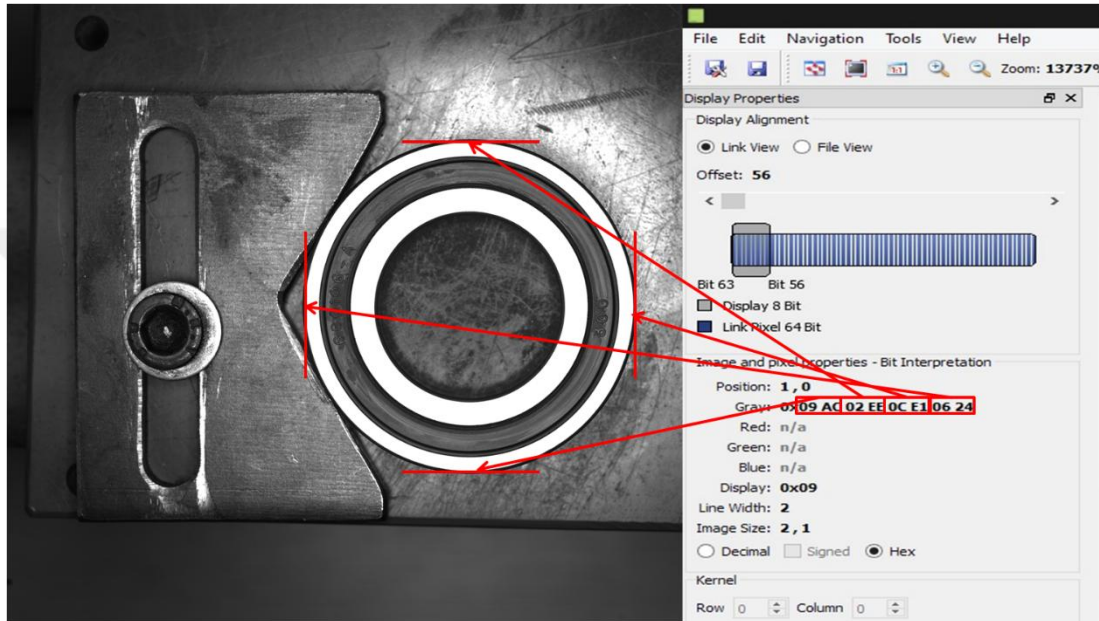 File Edit Navigation Tools View Help
1:1 Zoom: 13737%
Display Properties
Display Alignment
Link View File View
Offset: 56
< >
Bit 63 Bit 56
Display 8 Bit
Link Pixel 64 Bit
Image and pixel properties - Bit Interpretation
Position: 1 , 0
Gray: 0x09 AC 02 EE 0C E1 06 24
Red: n/a
Green: n/a
Blue: n/a
Display: 0x09
Line Width: 2
Image Size: 2 , 1
Decimal Signed Hex
Kernel
Row 0 Column 0